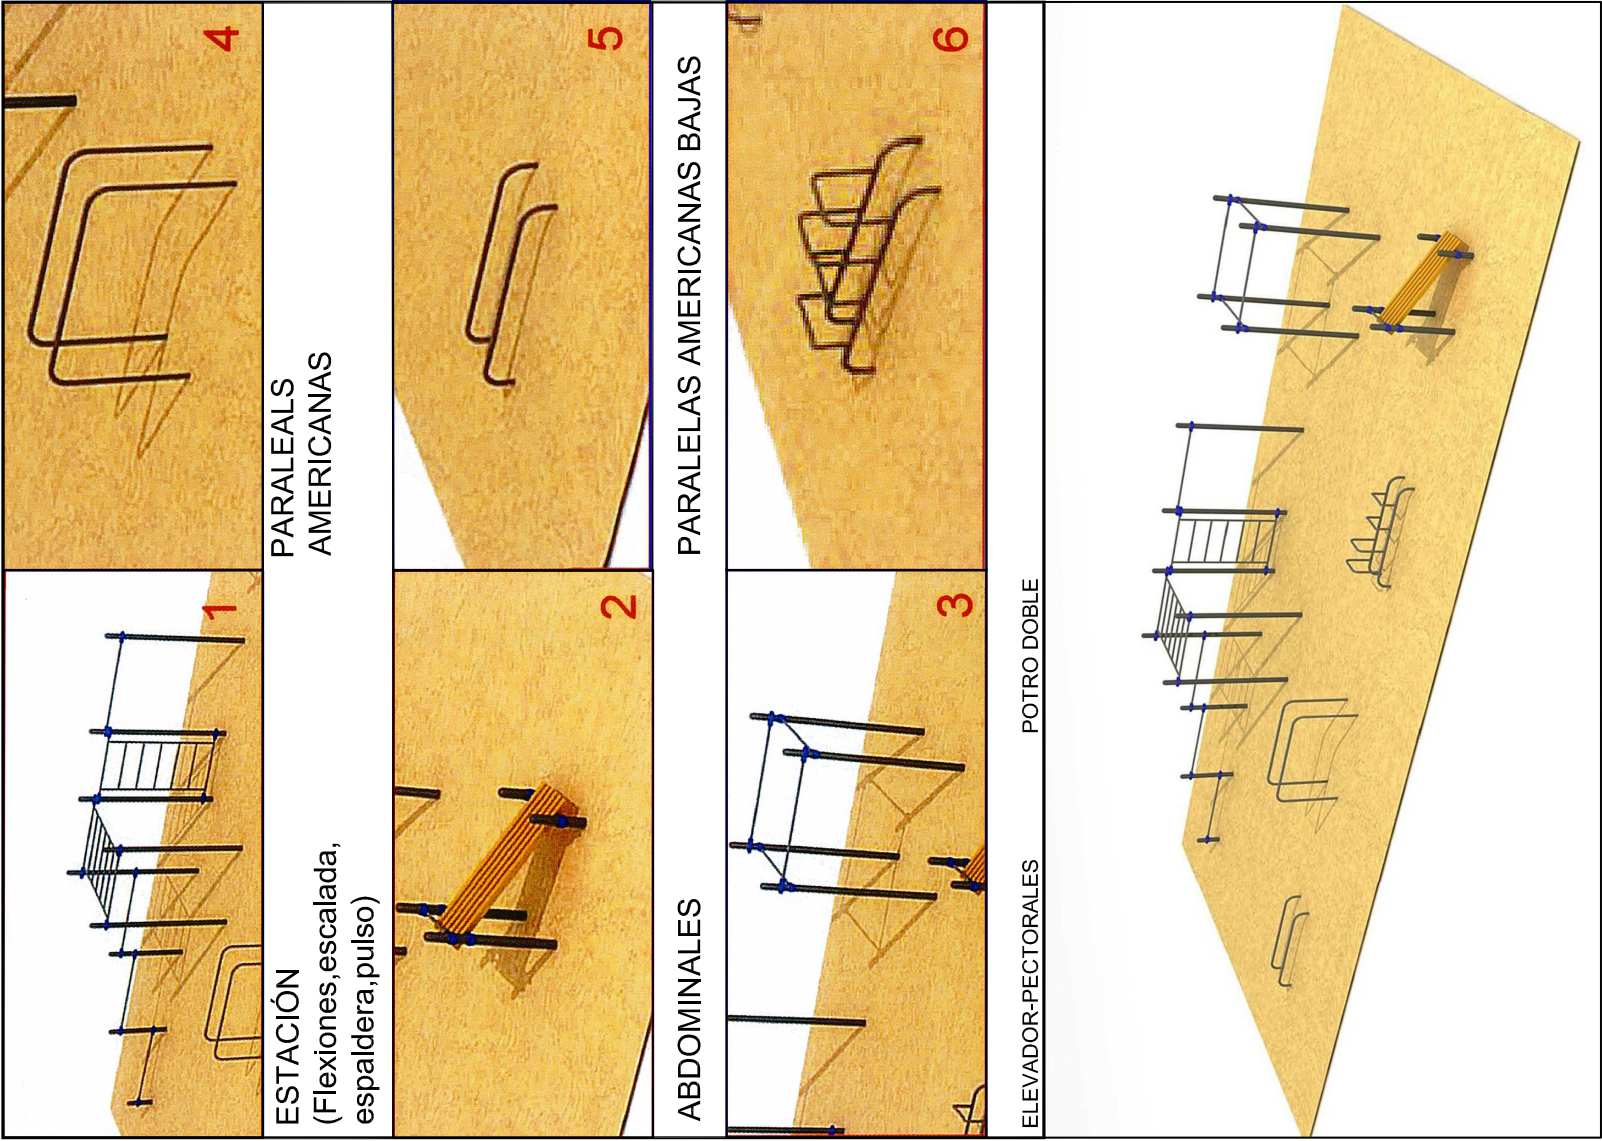 1
4
ESTACIÓN
(Flexiones,escalada,
espaldera,pulso)
PARALEALS
AMERICANAS
2
5
ABDOMINALES
PARALELAS AMERICANAS BAJAS
3
6
ELEVADOR-PECTORALES
POTRO DOBLE